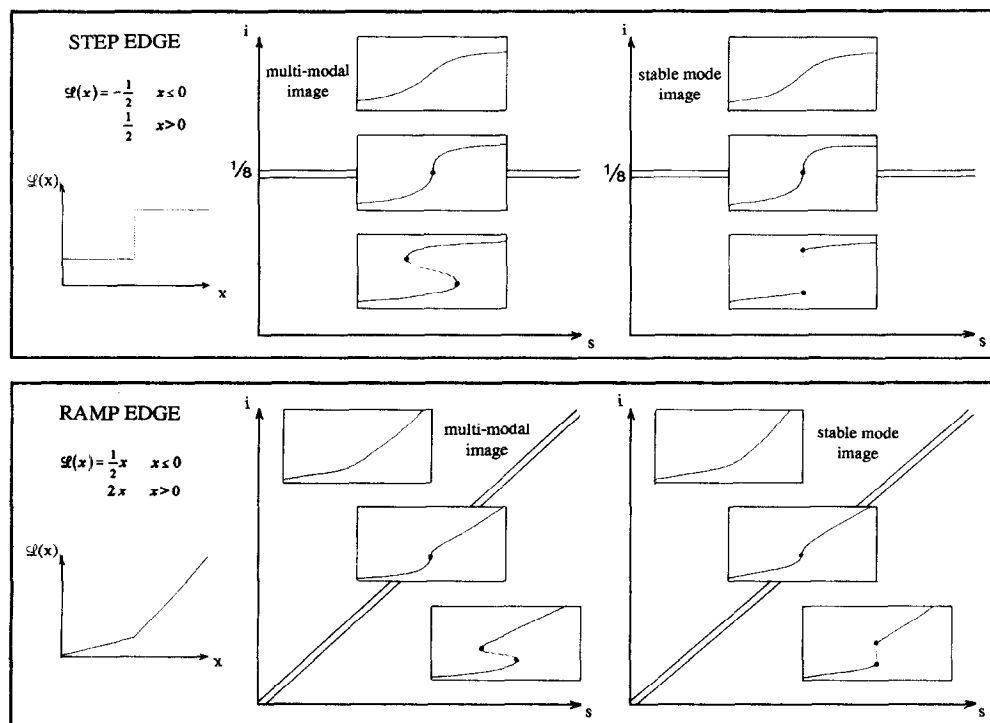 STEP EDGE
ℒ(x) = -1/2 x ≤ 0
1/2 x > 0
ℒ(x)
x
i
multi-modal
image
1/8
s
i
stable mode
image
1/8
s
RAMP EDGE
ℒ(x) = 1/2 x x ≤ 0
2x x > 0
ℒ(x)
x
i
multi-modal
image
s
i
stable mode
image
s